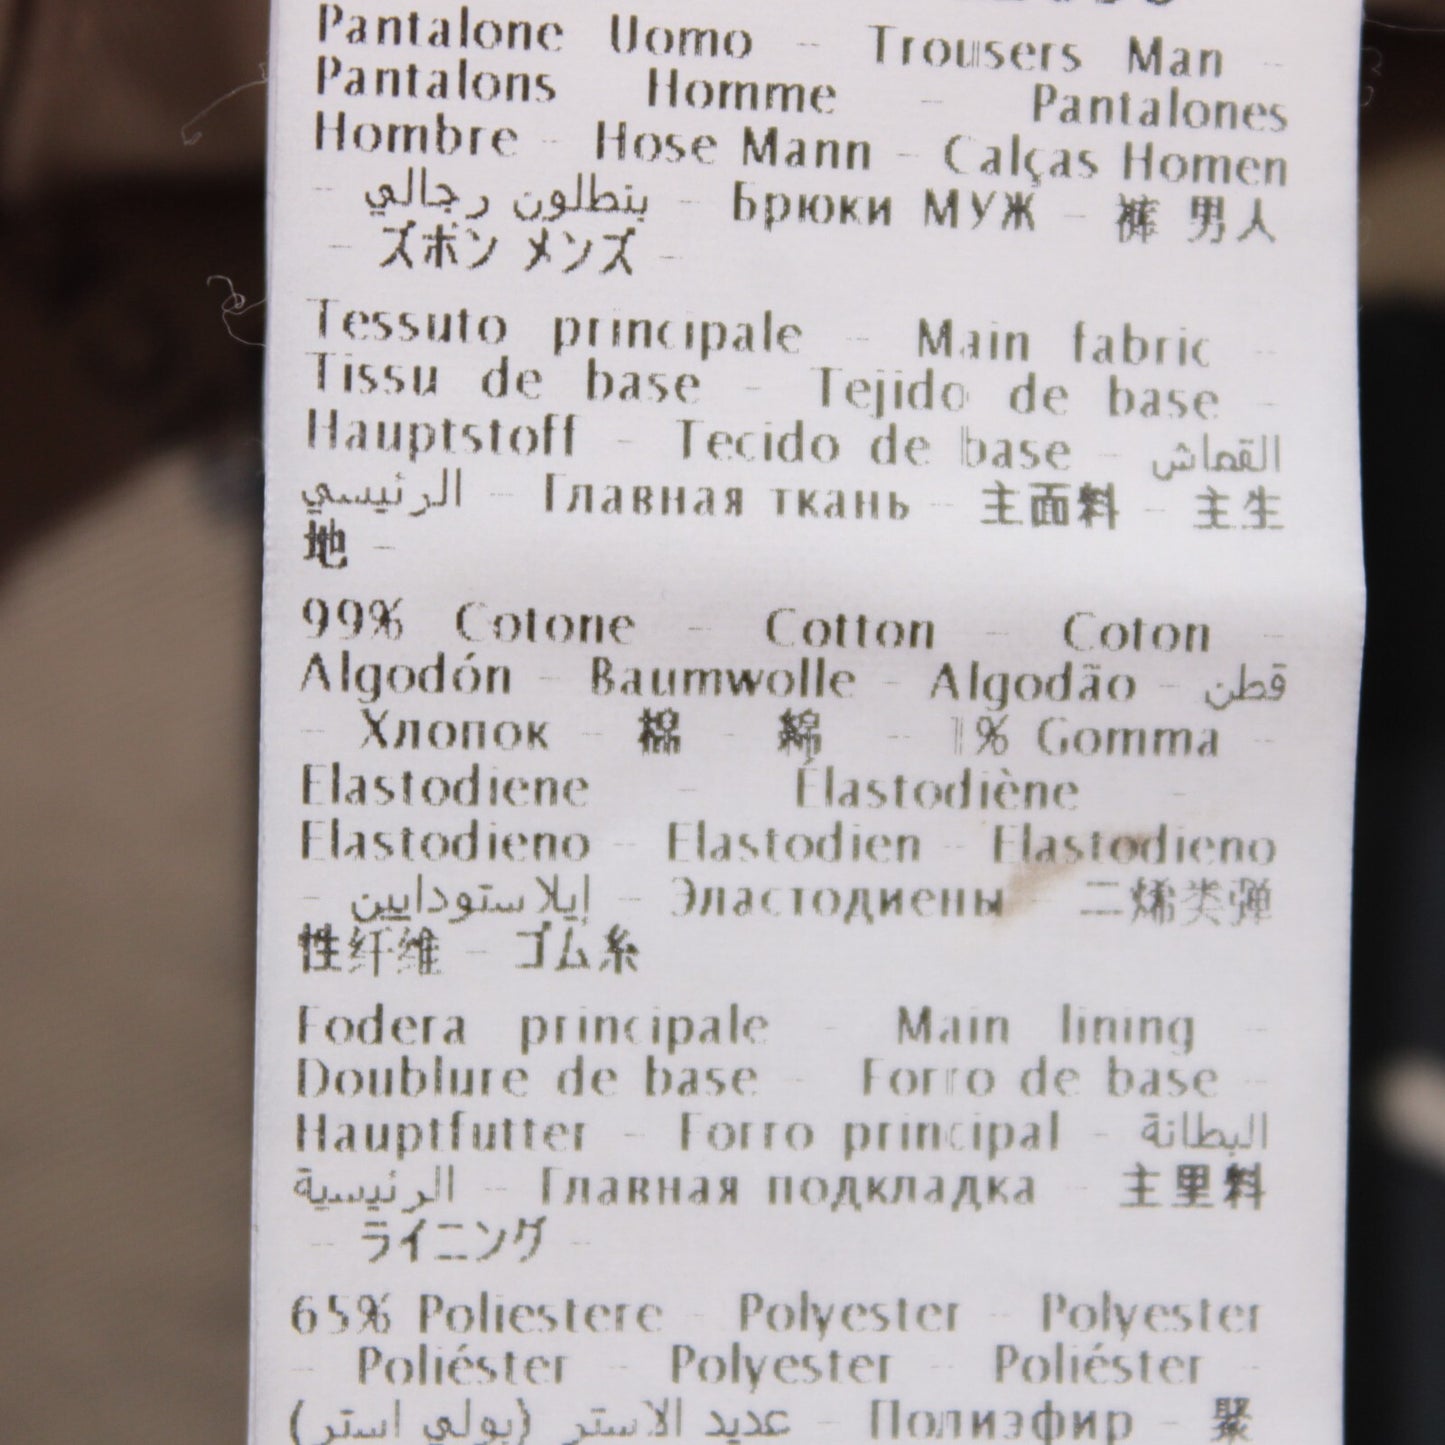 Pantalone Uomo - Trousers Man -
Pantalons Homme - Pantalones
Hombre - Hose Mann - Calças Homen
- بنطلون رجالي - Брюки МУЖ - 裤 男人
- ズボン メンズ -
Tessuto principale - Main fabric -
Tissu de base - Tejido de base -
Hauptstoff - Tecido de base - القماش
الرئيسي - Главная ткань - 主面料 - 主生
地 -
99% Cotone - Cotton - Coton -
Algodón - Baumwolle - Algodão - قطن
- Хлопок - 棉 - 綿 - 1% Gomma -
Elastodiene - Élastodiène -
Elastodieno - Elastodien - Elastodieno
- إيلاستودايين - Эластодиены - 二烯类弹
性纤维 - ゴム糸
Fodera principale - Main lining -
Doublure de base - Forro de base -
Hauptfutter - Forro principal - البطانة
الرئيسية - Главная подкладка - 主里料
- ライニング -
65% Poliestere - Polyester - Polyester
- Poliéster - Polyester - Poliéster -
عديد الاستر (بولي استر) - Полиэфир - 聚